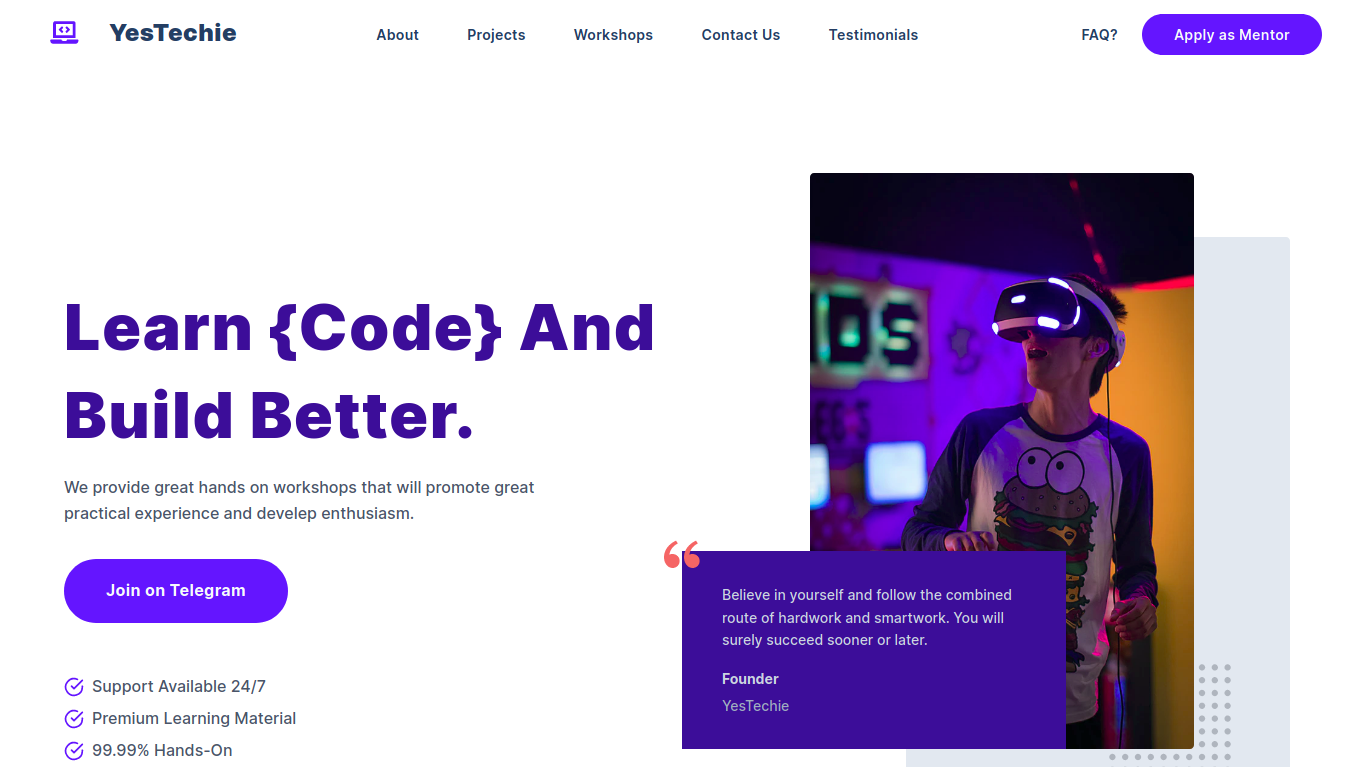 YesTechie
About
Projects
Workshops
Contact Us
Testimonials
FAQ?
Apply as Mentor
Learn {Code} And
Build Better.
We provide great hands on workshops that will promote great
practical experience and develep enthusiasm.
Join on Telegram
Support Available 24/7
Premium Learning Material
99.99% Hands-On
Believe in yourself and follow the combined
route of hardwork and smartwork. You will
surely succeed sooner or later.
Founder
YesTechie